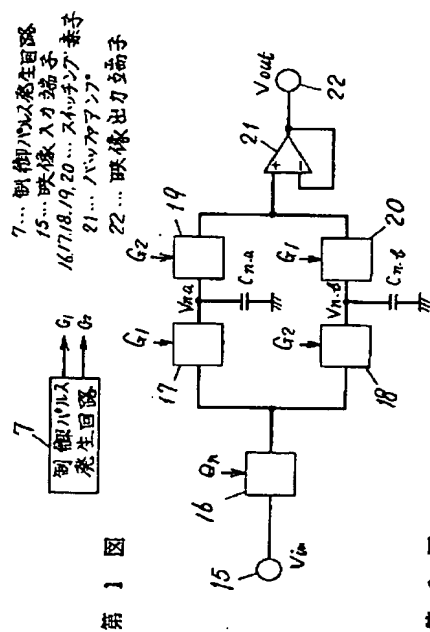 7… 制御パルス発生回路
15… 映像入力端子
16,17,18,19,20… スイッチング素子
21… バッファアンプ
22… 映像出力端子
7
制御パルス
発生回路
G1
G2
第 1 図
15
Vin
16
Qn
17
G1
Vna
Cn·a
19
G2
18
G2
Vn·b
Cn·b
20
G1
21
+
−
Vout
22